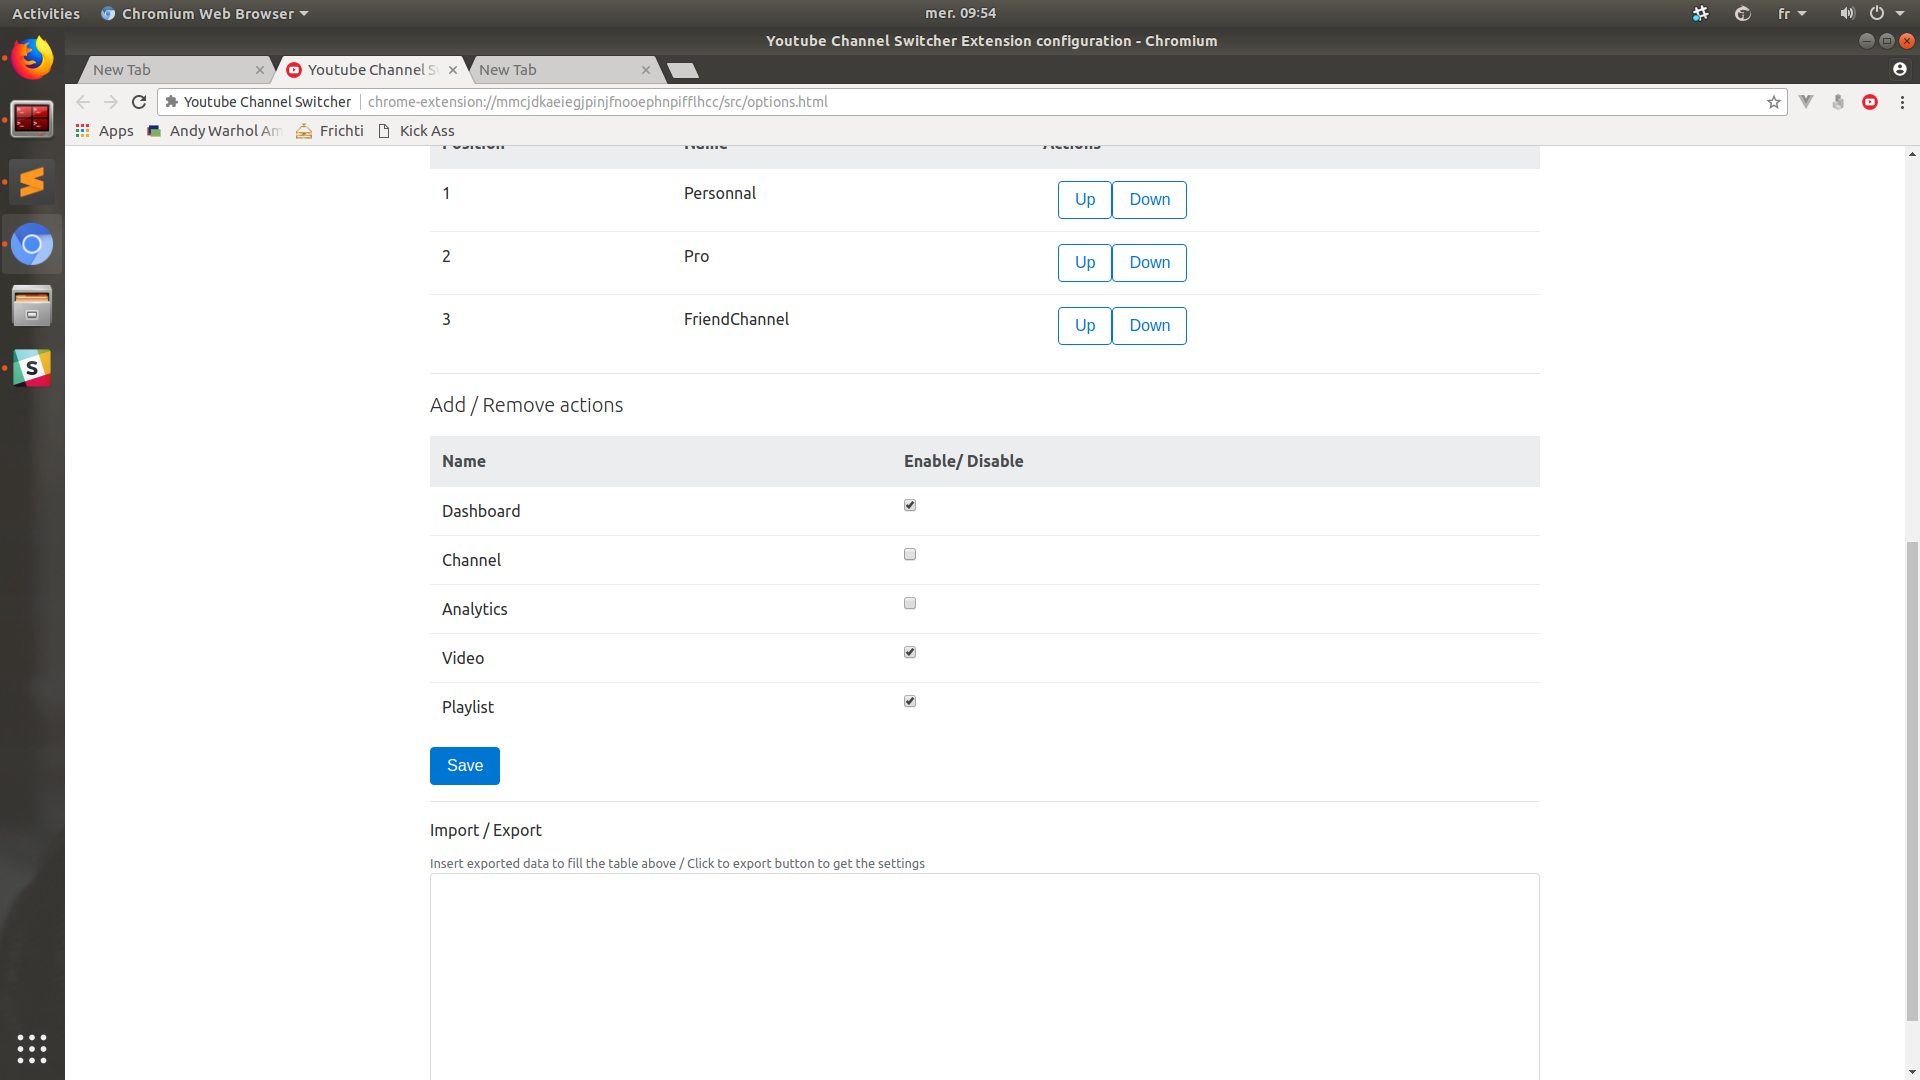 Activities Chromium Web Browser mer. 09:54 fr
Youtube Channel Switcher Extension configuration - Chromium
New Tab Youtube Channel S New Tab
Youtube Channel Switcher chrome-extension://mmcjdkaeiegjpinjfnooephnpifflhcc/src/options.html
Apps Andy Warhol Am Frichti Kick Ass
Position Name Actions
1 Personnal Up Down
2 Pro Up Down
3 FriendChannel Up Down
Add / Remove actions
Name Enable/ Disable
Dashboard
Channel
Analytics
Video
Playlist
Save
Import / Export
Insert exported data to fill the table above / Click to export button to get the settings